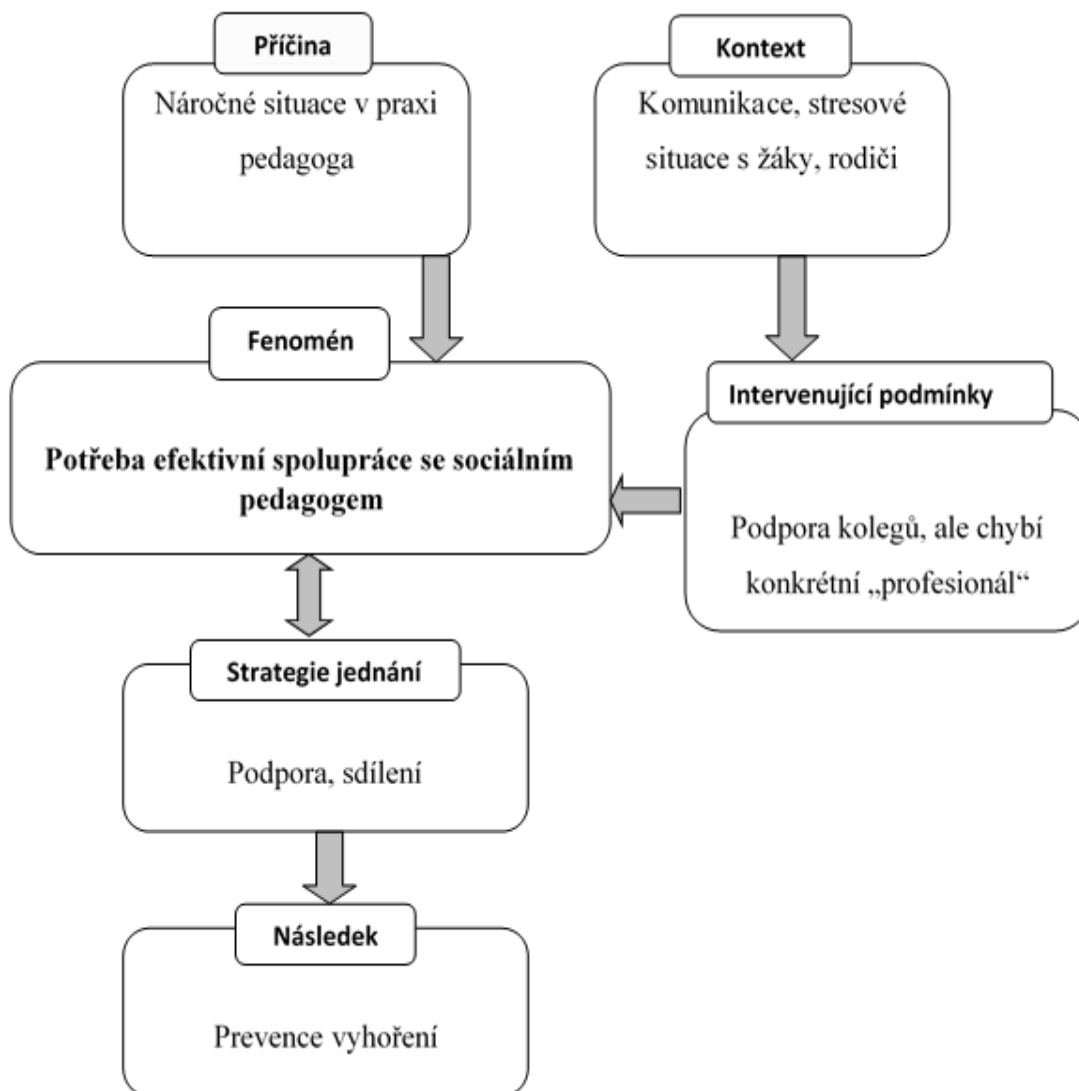 Příčina
Náročné situace v praxi
pedagoga
Kontext
Komunikace, stresové
situace s žáky, rodiči
Fenomén
Potřeba efektivní spolupráce se sociálním
pedagogem
Intervenující podmínky
Podpora kolegů, ale chybí
konkrétní „profesionál“
Strategie jednání
Podpora, sdílení
Následek
Prevence vyhoření